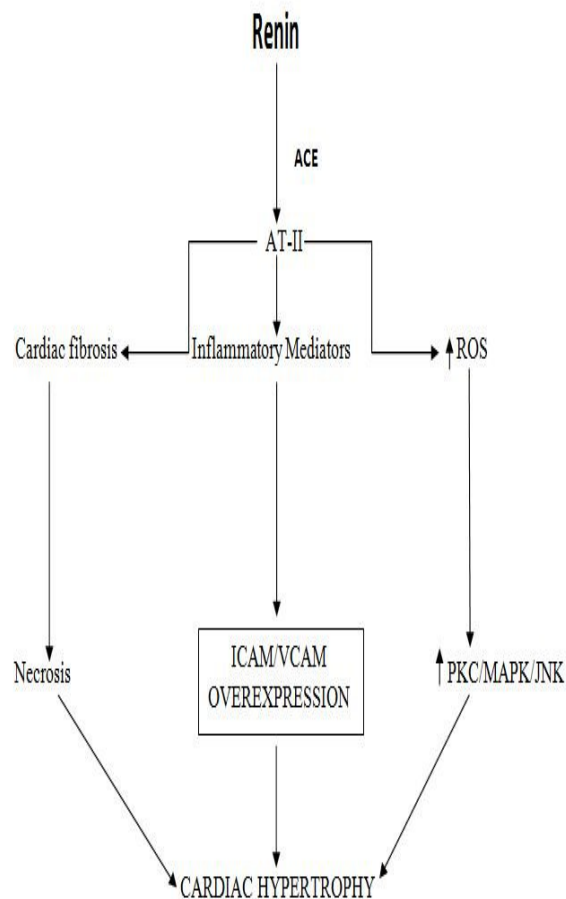 Renin
ACE
AT-II
Cardiac fibrosis
Inflammatory Mediators
↑ROS
Necrosis
ICAM/VCAM
OVEREXPRESSION
↑PKC/MAPK/JNK
CARDIAC HYPERTROPHY